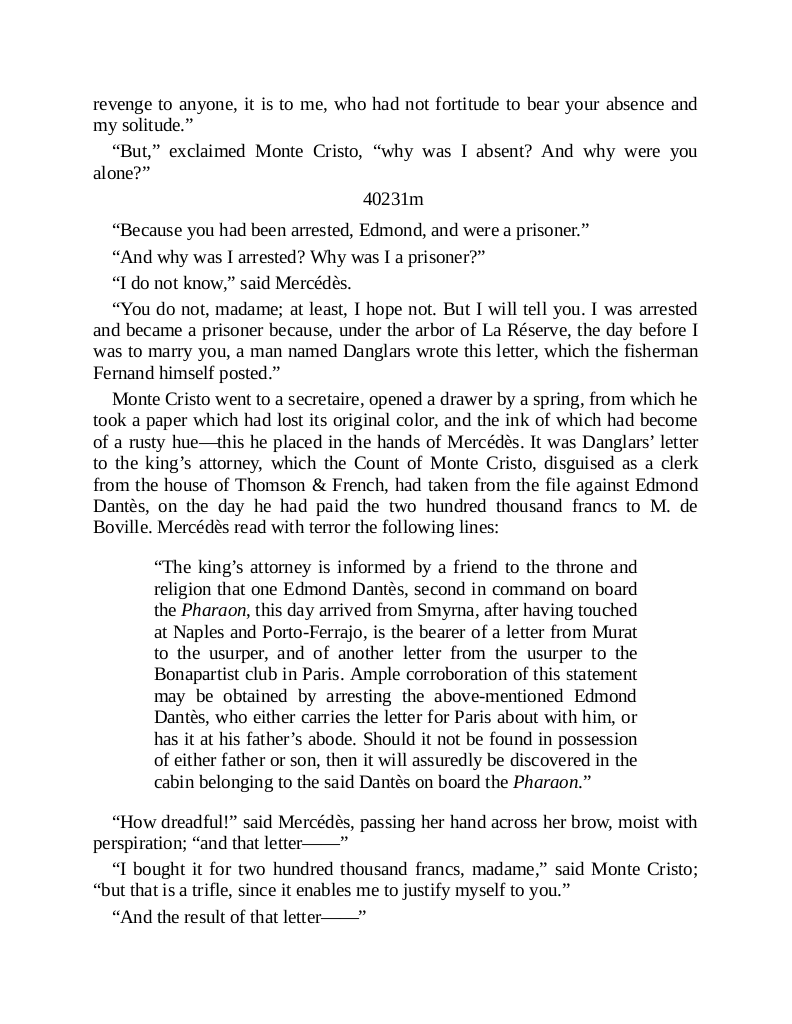 revenge to anyone, it is to me, who had not fortitude to bear your absence and
my solitude.”
“But,” exclaimed Monte Cristo, “why was I absent? And why were you
alone?”
40231m
“Because you had been arrested, Edmond, and were a prisoner.”
“And why was I arrested? Why was I a prisoner?”
“I do not know,” said Mercédès.
“You do not, madame; at least, I hope not. But I will tell you. I was arrested
and became a prisoner because, under the arbor of La Réserve, the day before I
was to marry you, a man named Danglars wrote this letter, which the fisherman
Fernand himself posted.”
Monte Cristo went to a secretaire, opened a drawer by a spring, from which he
took a paper which had lost its original color, and the ink of which had become
of a rusty hue—this he placed in the hands of Mercédès. It was Danglars’ letter
to the king’s attorney, which the Count of Monte Cristo, disguised as a clerk
from the house of Thomson & French, had taken from the file against Edmond
Dantès, on the day he had paid the two hundred thousand francs to M. de
Boville. Mercédès read with terror the following lines:
“The king’s attorney is informed by a friend to the throne and
religion that one Edmond Dantès, second in command on board
the Pharaon, this day arrived from Smyrna, after having touched
at Naples and Porto-Ferrajo, is the bearer of a letter from Murat
to the usurper, and of another letter from the usurper to the
Bonapartist club in Paris. Ample corroboration of this statement
may be obtained by arresting the above-mentioned Edmond
Dantès, who either carries the letter for Paris about with him, or
has it at his father’s abode. Should it not be found in possession
of either father or son, then it will assuredly be discovered in the
cabin belonging to the said Dantès on board the Pharaon.”
“How dreadful!” said Mercédès, passing her hand across her brow, moist with
perspiration; “and that letter——”
“I bought it for two hundred thousand francs, madame,” said Monte Cristo;
“but that is a trifle, since it enables me to justify myself to you.”
“And the result of that letter——”